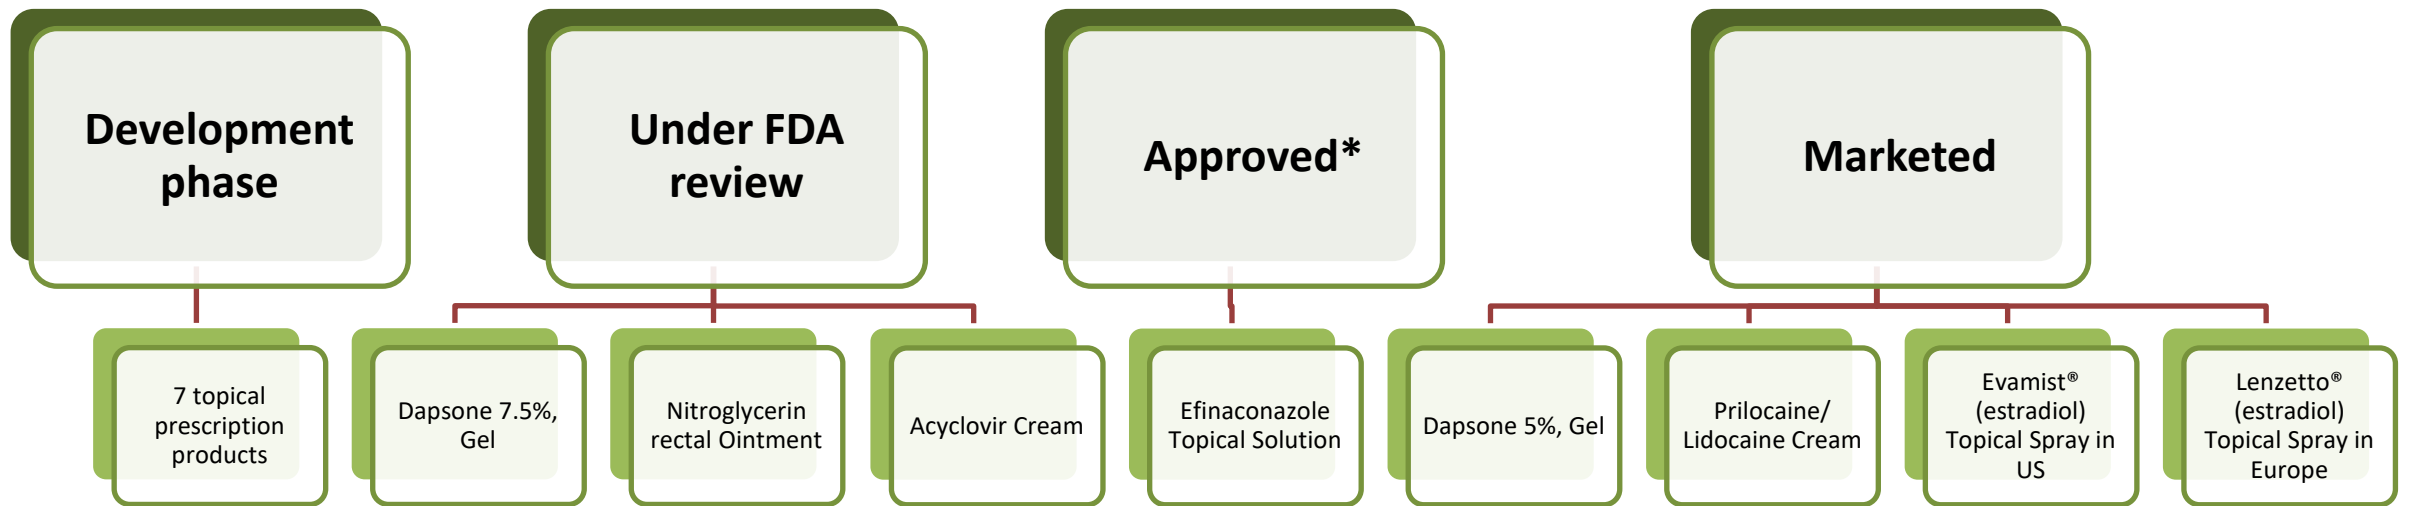 Development
phase
Under FDA
review
Approved*
Marketed
7 topical
prescription
products
Dapsone 7.5%,
Gel
Nitroglycerin
rectal Ointment
Acyclovir Cream
Efinaconazole
Topical Solution
Dapsone 5%, Gel
Prilocaine/
Lidocaine Cream
Evamist®
(estradiol)
Topical Spray in
US
Lenzetto®
(estradiol)
Topical Spray in
Europe